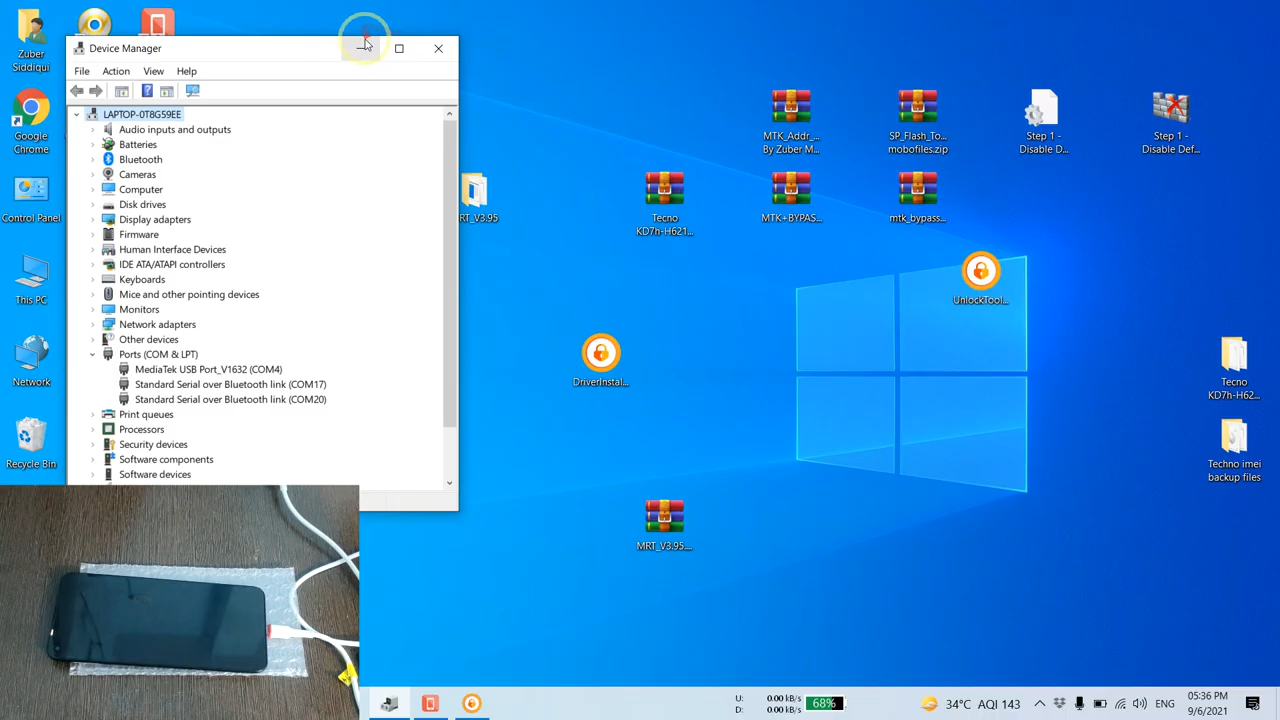 Zuber
Siddiqui
Google
Chrome
Control Panel
This PC
Network
Recycle Bin
Device Manager
File Action View Help
LAPTOP-0T8G59EE
Audio inputs and outputs
Batteries
Bluetooth
Cameras
Computer
Disk drives
Display adapters
Firmware
Human Interface Devices
IDE ATA/ATAPI controllers
Keyboards
Mice and other pointing devices
Monitors
Network adapters
Other devices
Ports (COM & LPT)
MediaTek USB Port_V1632 (COM4)
Standard Serial over Bluetooth link (COM17)
Standard Serial over Bluetooth link (COM20)
Print queues
Processors
Security devices
Software components
Software devices
RT_V3.95
MTK_Addr_...
By Zuber M...
SP_Flash_To...
mobofiles.zip
Step 1 -
Disable D...
Step 1 -
Disable Def...
Tecno
KD7h-H621...
MTK+BYPAS...
mtk_bypass...
UnlockTool...
DriverInstal...
Tecno
KD7h-H62...
Techno imei
backup files
MRT_V3.95....
U: 0.00 kB/s
D: 0.00 kB/s
68%
34°C AQI 143
ENG
05:36 PM
9/6/2021